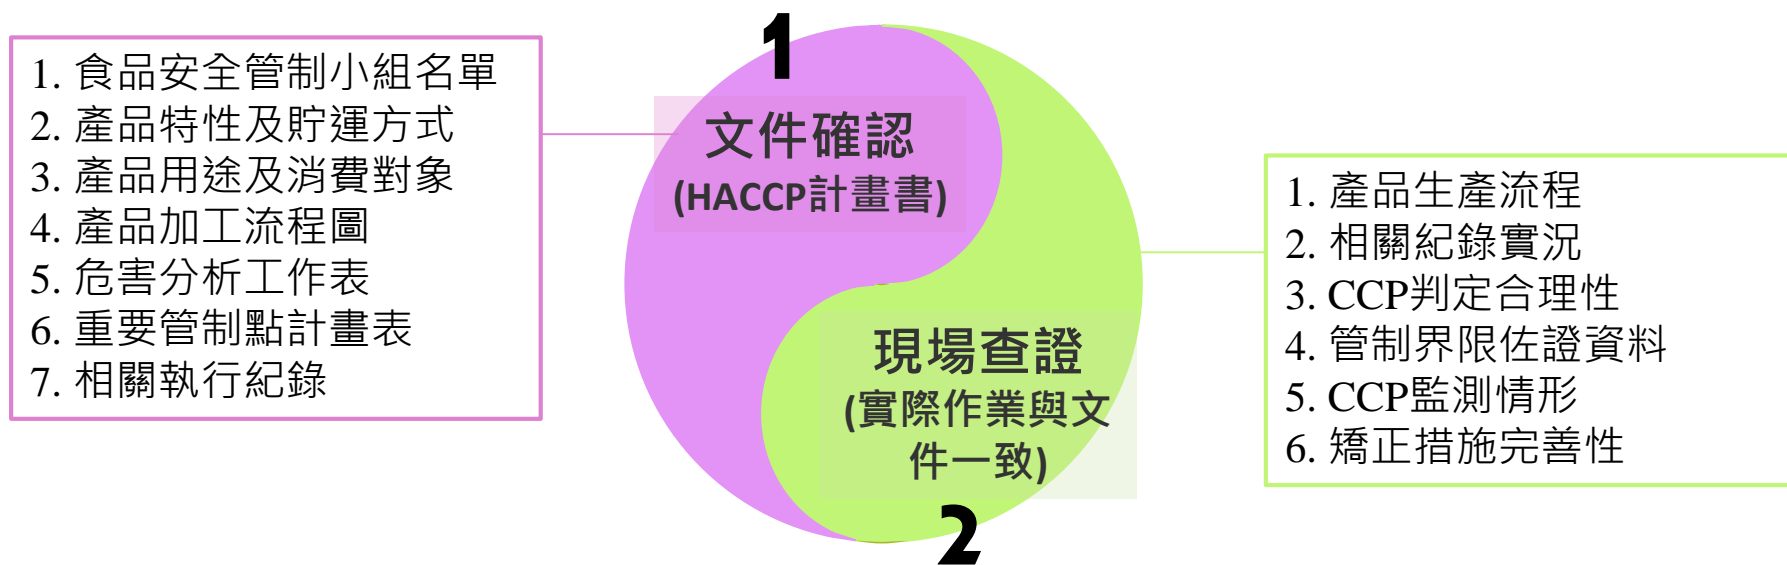 1
1. 食品安全管制小組名單
2. 產品特性及貯運方式
3. 產品用途及消費對象
4. 產品加工流程圖
5. 危害分析工作表
6. 重要管制點計畫表
7. 相關執行紀錄
文件確認
(HACCP計畫書)
現場查證
(實際作業與文
件一致)
2
1. 產品生產流程
2. 相關紀錄實況
3. CCP判定合理性
4. 管制界限佐證資料
5. CCP監測情形
6. 矯正措施完善性